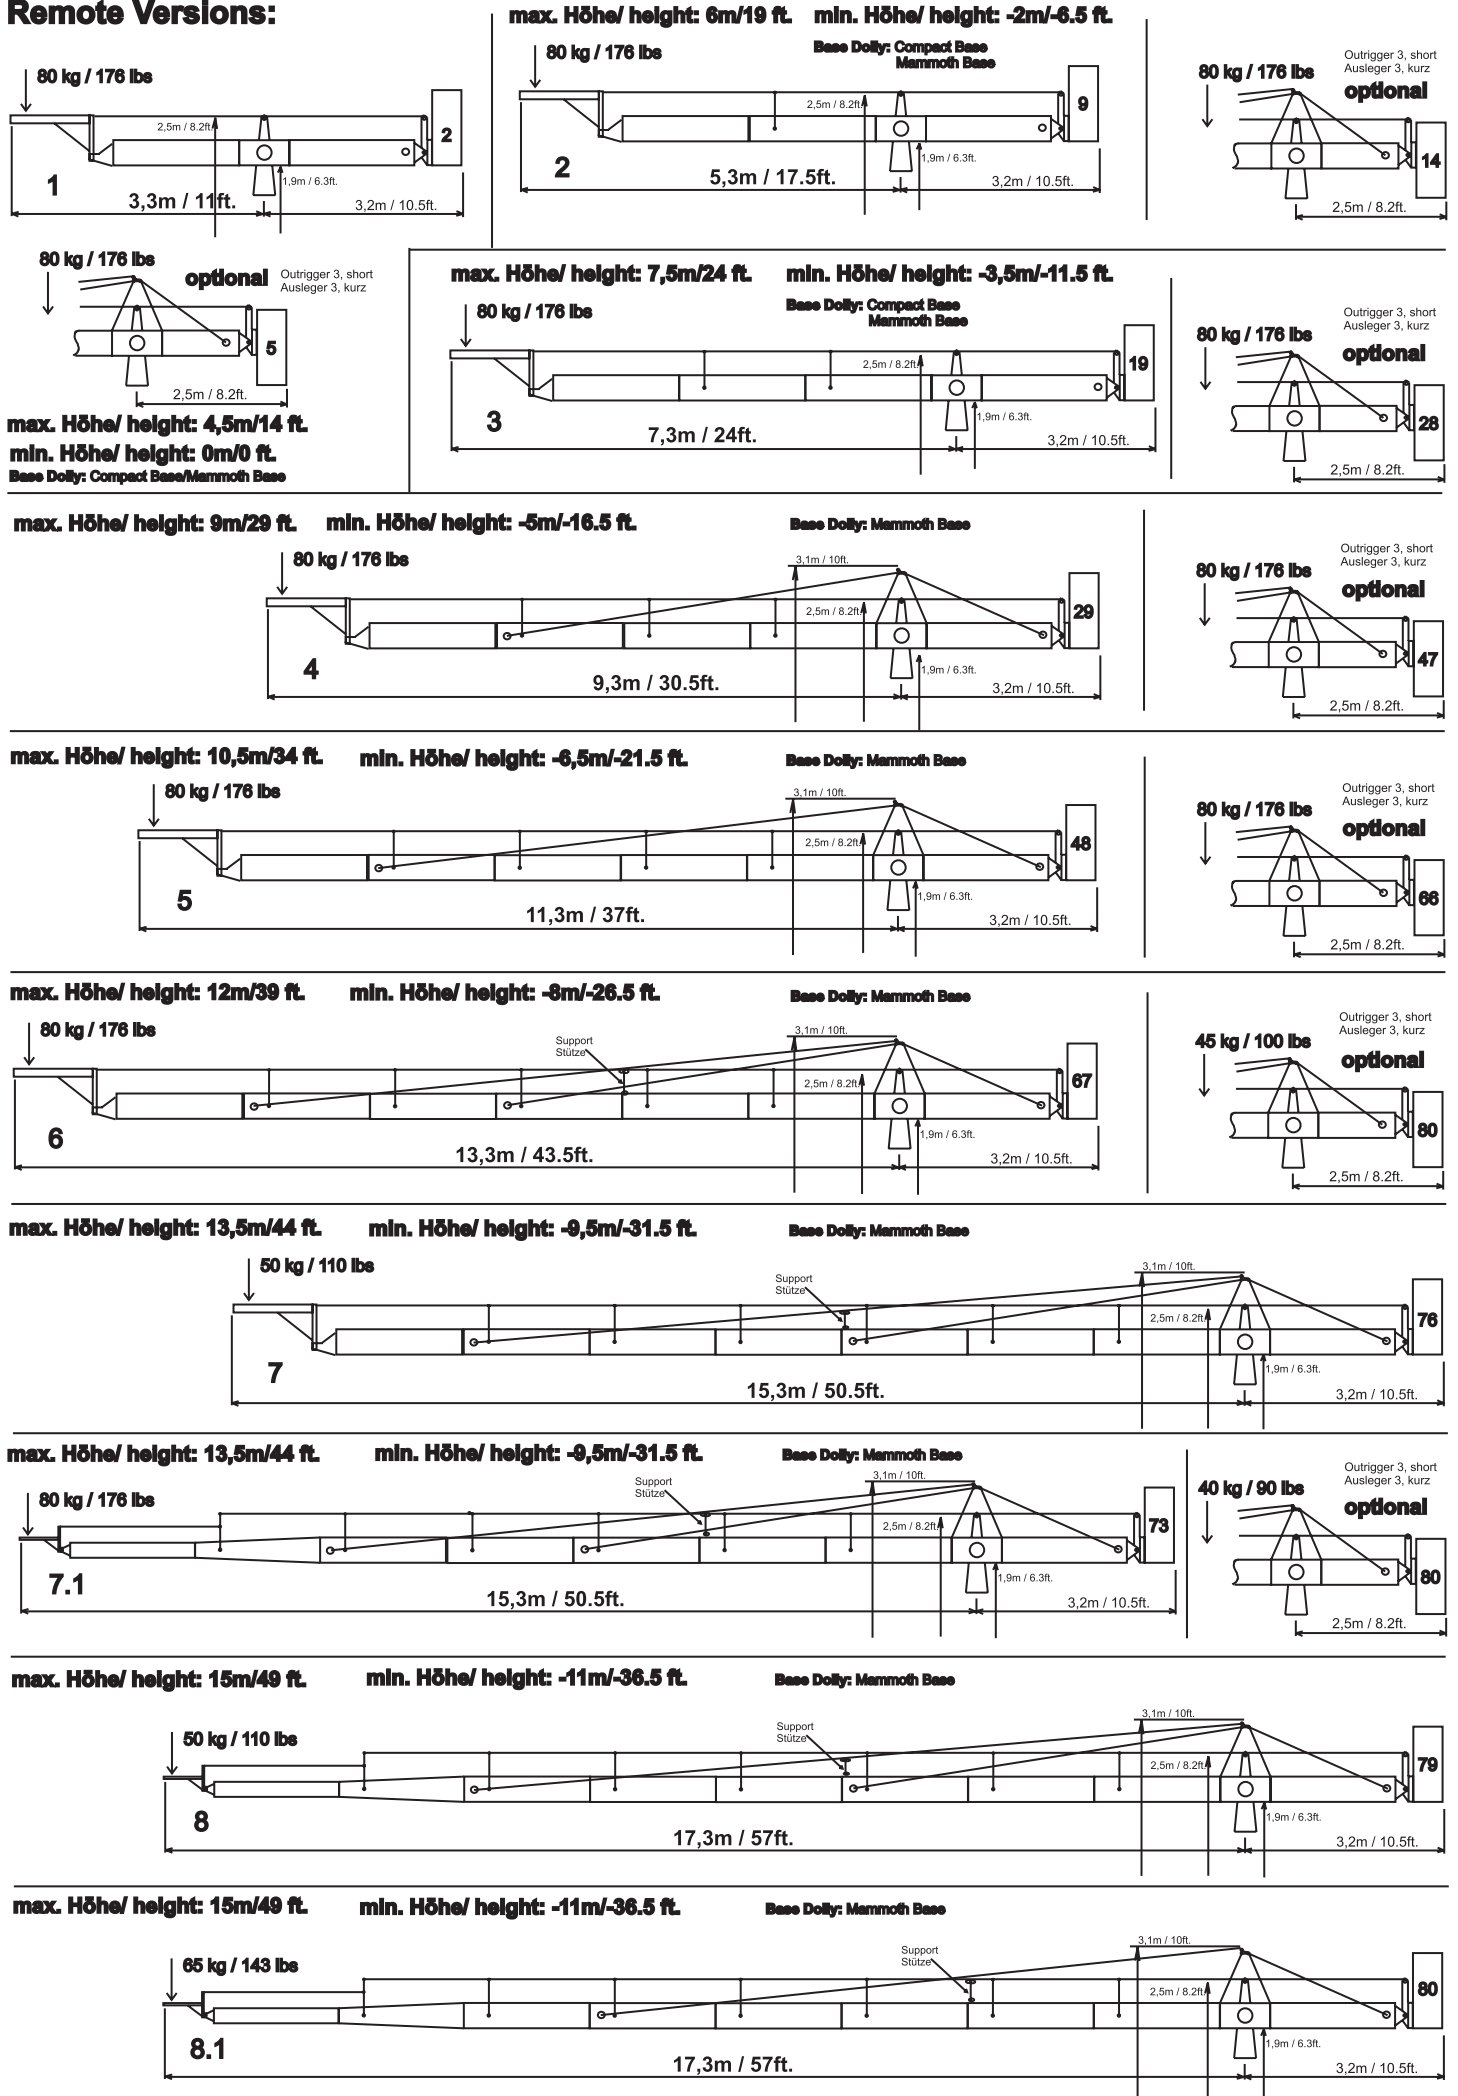 Remote Versions:
80 kg / 176 lbs
2
2,5m / 8.2ft.
1,9m / 6.3ft.
1
3,3m / 11ft.
3,2m / 10.5ft.
80 kg / 176 lbs
optional
Outrigger 3, short
Ausleger 3, kurz
5
2,5m / 8.2ft.
max. Höhe/ height: 4,5m/14 ft.
min. Höhe/ height: 0m/0 ft.
Base Dolly: Compact Base/Mammoth Base
max. Höhe/ height: 6m/19 ft. min. Höhe/ height: -2m/-6.5 ft.
Base Dolly: Compact Base
Mammoth Base
80 kg / 176 lbs
9
2,5m / 8.2ft.
1,9m / 6.3ft.
2
5,3m / 17.5ft.
3,2m / 10.5ft.
Outrigger 3, short
Ausleger 3, kurz
80 kg / 176 lbs
optional
14
2,5m / 8.2ft.
max. Höhe/ height: 7,5m/24 ft. min. Höhe/ height: -3,5m/-11.5 ft.
Base Dolly: Compact Base
Mammoth Base
80 kg / 176 lbs
19
2,5m / 8.2ft.
1,9m / 6.3ft.
3
7,3m / 24ft.
3,2m / 10.5ft.
Outrigger 3, short
Ausleger 3, kurz
80 kg / 176 lbs
optional
28
2,5m / 8.2ft.
max. Höhe/ height: 9m/29 ft. min. Höhe/ height: -5m/-16.5 ft. Base Dolly: Mammoth Base
80 kg / 176 lbs
3,1m / 10ft.
2,5m / 8.2ft.
29
1,9m / 6.3ft.
4
9,3m / 30.5ft.
3,2m / 10.5ft.
Outrigger 3, short
Ausleger 3, kurz
80 kg / 176 lbs
optional
47
2,5m / 8.2ft.
max. Höhe/ height: 10,5m/34 ft. min. Höhe/ height: -6,5m/-21.5 ft. Base Dolly: Mammoth Base
80 kg / 176 lbs
3,1m / 10ft.
2,5m / 8.2ft.
48
1,9m / 6.3ft.
5
11,3m / 37ft.
3,2m / 10.5ft.
Outrigger 3, short
Ausleger 3, kurz
80 kg / 176 lbs
optional
66
2,5m / 8.2ft.
max. Höhe/ height: 12m/39 ft. min. Höhe/ height: -8m/-26.5 ft. Base Dolly: Mammoth Base
80 kg / 176 lbs
Support
Stütze
3,1m / 10ft.
2,5m / 8.2ft.
67
1,9m / 6.3ft.
6
13,3m / 43.5ft.
3,2m / 10.5ft.
Outrigger 3, short
Ausleger 3, kurz
45 kg / 100 lbs
optional
80
2,5m / 8.2ft.
max. Höhe/ height: 13,5m/44 ft. min. Höhe/ height: -9,5m/-31.5 ft. Base Dolly: Mammoth Base
50 kg / 110 lbs
Support
Stütze
3,1m / 10ft.
2,5m / 8.2ft.
76
1,9m / 6.3ft.
7
15,3m / 50.5ft.
3,2m / 10.5ft.
max. Höhe/ height: 13,5m/44 ft. min. Höhe/ height: -9,5m/-31.5 ft. Base Dolly: Mammoth Base
80 kg / 176 lbs
Support
Stütze
3,1m / 10ft.
2,5m / 8.2ft.
73
1,9m / 6.3ft.
7.1
15,3m / 50.5ft.
3,2m / 10.5ft.
Outrigger 3, short
Ausleger 3, kurz
40 kg / 90 lbs
optional
80
2,5m / 8.2ft.
max. Höhe/ height: 15m/49 ft. min. Höhe/ height: -11m/-36.5 ft. Base Dolly: Mammoth Base
50 kg / 110 lbs
Support
Stütze
3,1m / 10ft.
2,5m / 8.2ft.
79
1,9m / 6.3ft.
8
17,3m / 57ft.
3,2m / 10.5ft.
max. Höhe/ height: 15m/49 ft. min. Höhe/ height: -11m/-36.5 ft. Base Dolly: Mammoth Base
65 kg / 143 lbs
Support
Stütze
3,1m / 10ft.
2,5m / 8.2ft.
80
1,9m / 6.3ft.
8.1
17,3m / 57ft.
3,2m / 10.5ft.